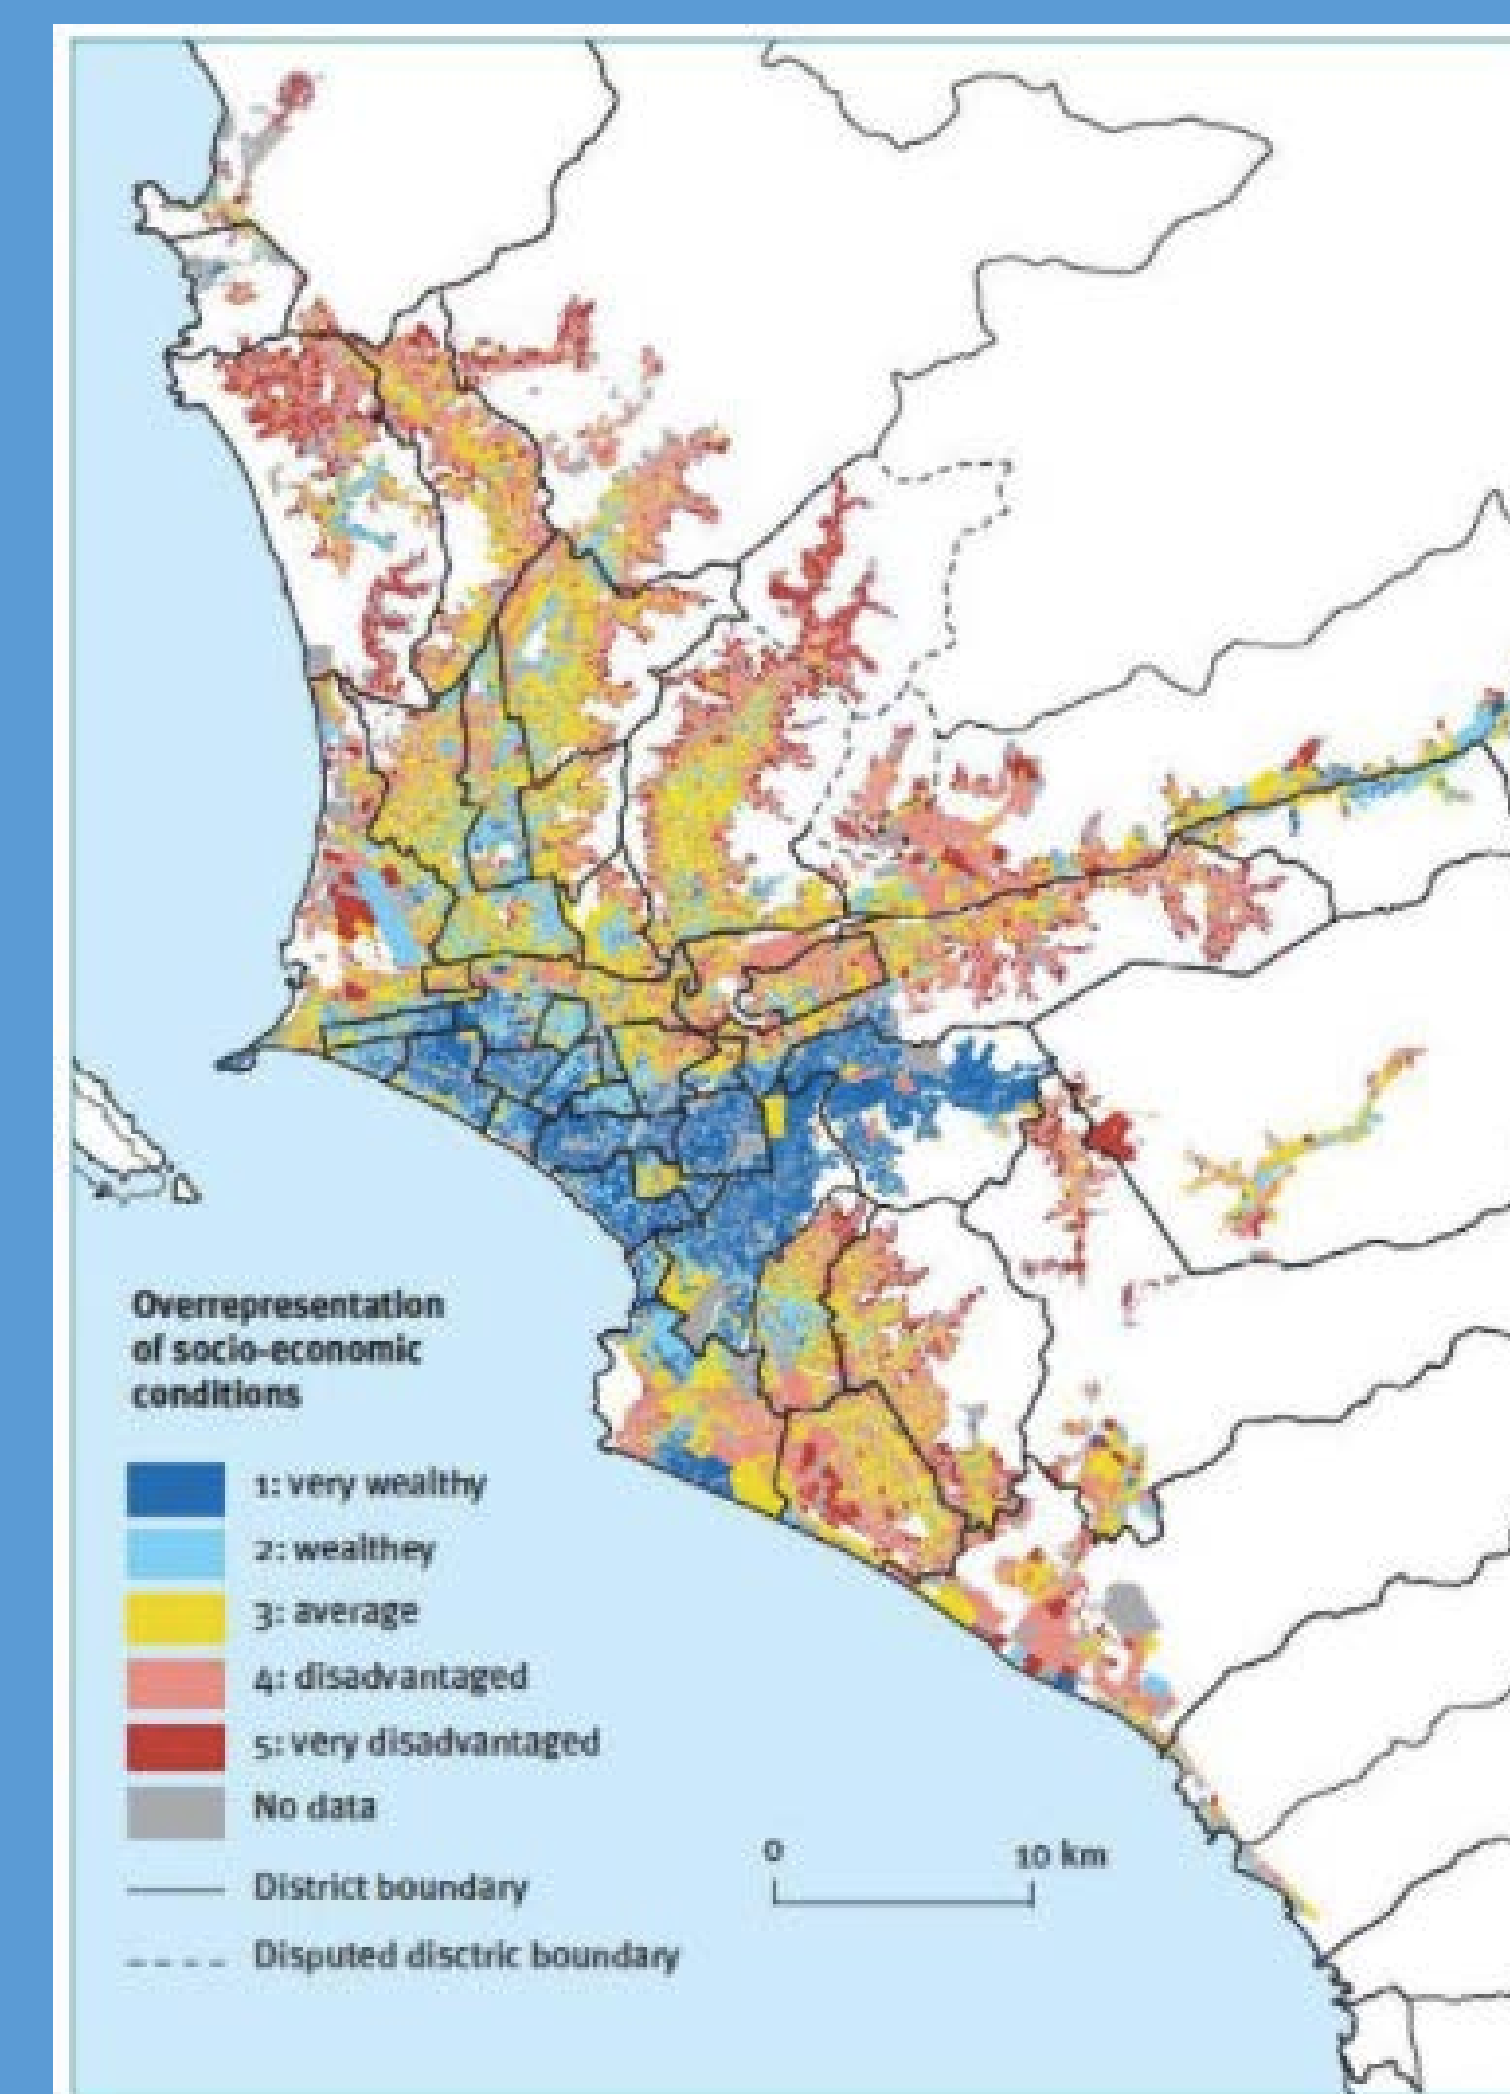 Overrepresentation
of socio-economic
conditions
1: very wealthy
2: wealthey
3: average
4: disadvantaged
5: very disadvantaged
No data
District boundary
Disputed disctric boundary
0 10 km